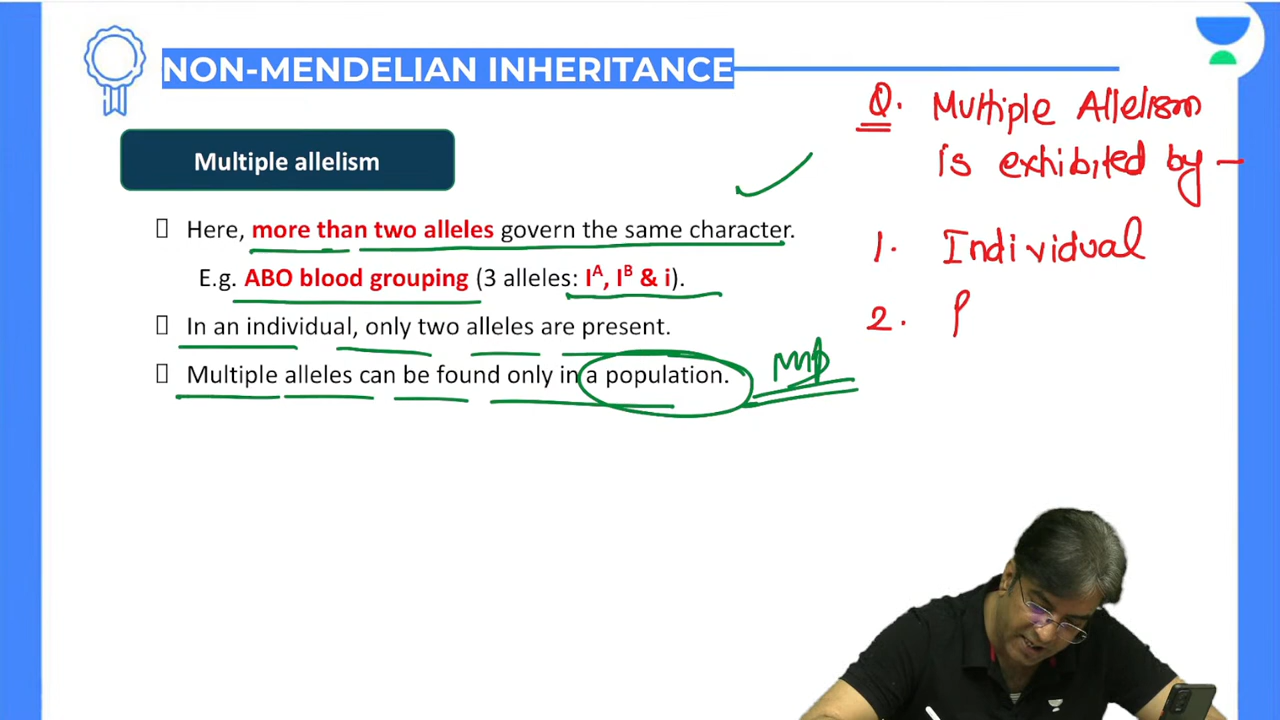 NON-MENDELIAN INHERITANCE
Multiple allelism
Here, more than two alleles govern the same character.
E.g. ABO blood grouping (3 alleles: Iᴬ, Iᴮ & i).
In an individual, only two alleles are present.
Multiple alleles can be found only in a population.
Q. Multiple Allelism
is exhibited by –
1. Individual
2. P